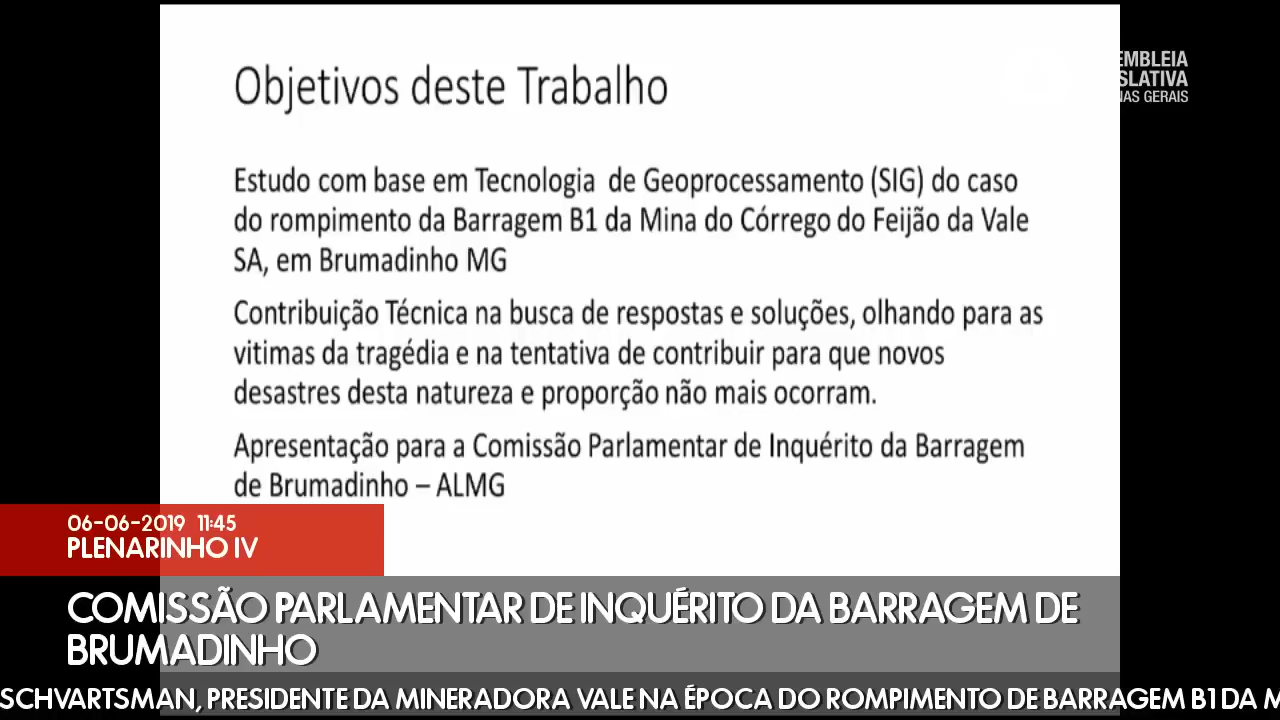 Objetivos deste Trabalho
EMBLEIA
SLATIVA
NAS GERAIS
Estudo com base em Tecnologia de Geoprocessamento (SIG) do caso
do rompimento da Barragem B1 da Mina do Córrego do Feijão da Vale
SA, em Brumadinho MG
Contribuição Técnica na busca de respostas e soluções, olhando para as
vitimas da tragédia e na tentativa de contribuir para que novos
desastres desta natureza e proporção não mais ocorram.
Apresentação para a Comissão Parlamentar de Inquérito da Barragem
de Brumadinho – ALMG
06-06-2019 11:45
PLENARINHO IV
COMISSÃO PARLAMENTAR DE INQUÉRITO DA BARRAGEM DE
BRUMADINHO
SCHVARTSMAN, PRESIDENTE DA MINERADORA VALE NA ÉPOCA DO ROMPIMENTO DE BARRAGEM B1 DA M